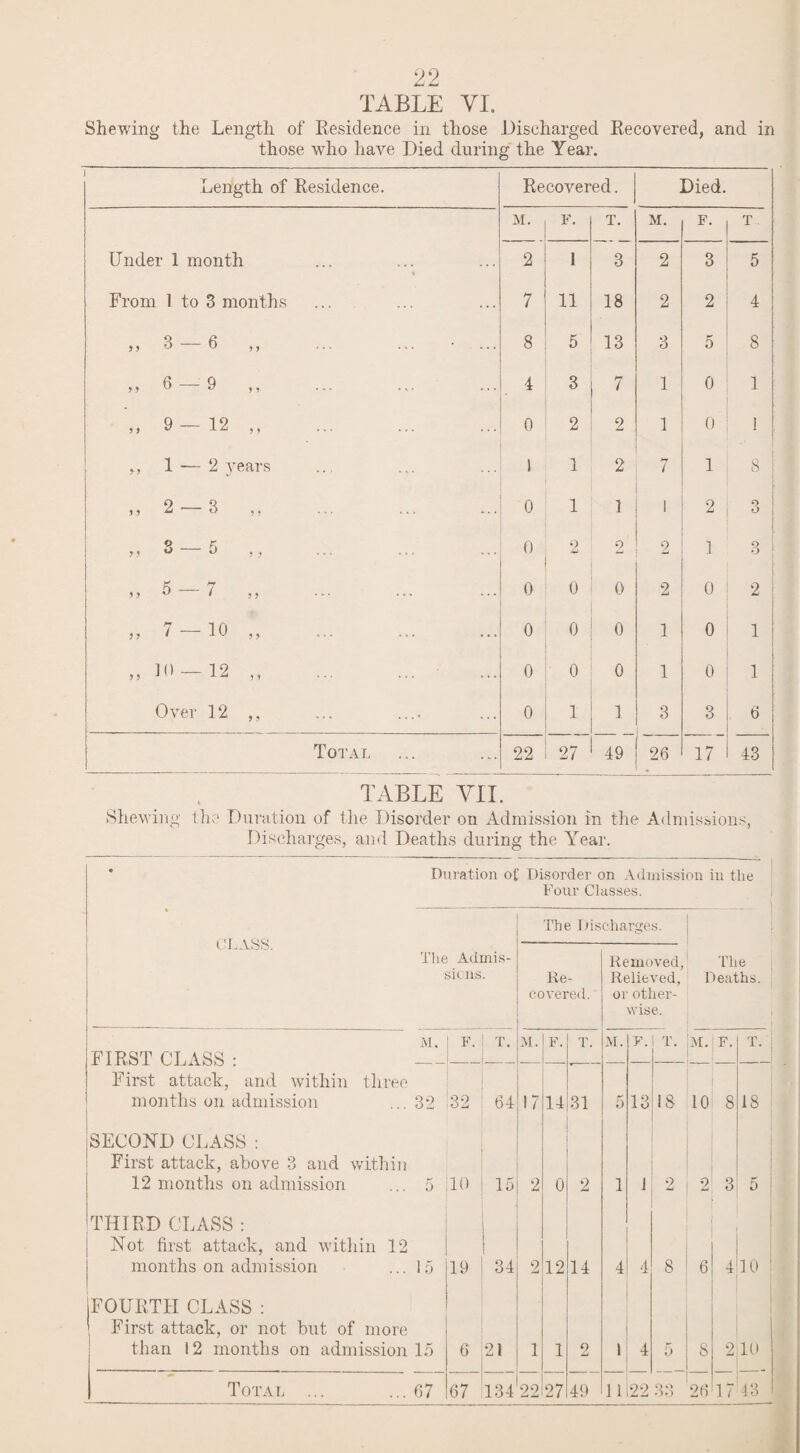 22
TABLE VI.
Shewing the Length of Residence in those Discharged Recovered, and in
those who have Died during the Year.
Length of Residence. Recovered. Died.
M. F. T. M. F. T
Under 1 month ... ... ... 2 1 3 2 3 5
From 1 to 3 months ... ... ... 7 11 18 2 2 4
,, 3 — 6 ,, ... ... ... 8 5 13 3 5 8
,, 6 — 9 ,, ... ... ... 4 3 7 1 0 1
,, 9 — 12 ,, ... ... ... 0 2 2 1 0 1
,, 1 — 2 years ... ... ... 1 1 2 7 1 8
,, 2 — 3 ,, ... ... ... 0 1 1 1 2 3
,, 3 — 5 ,, ... ... ... 0 2 2 2 1 3
,, 5 — 7 ,, ... ... ... 0 0 0 2 0 2
,, 7 — 10 ,, ... ... ... 0 0 0 1 0 1
,, 10 — 12 ,, ... ... ... 0 0 0 1 0 1
Over 12 ,, ... ... ... 0 1 1 3 3 6
TOTAL ... ... 22 27 49 26 17 43
TABLE VII.
Shewing the Duration of the Disorder on Admission in the Admissions,
Discharges, and Deaths during the Year.
Duration of Disorder on Admission in the
Four Classes.
The Discharges.
CLASS.
The Admis- Removed, The
sions. Re- Relieved, Deaths.
covered. or other-
wise.
M. F. T. M. F. T. M. F. T. M. F. T.
FIRST CLASS :
First attack, and within three
months on admission ... 32 32 64 17 14 31 5 13 18 10 8 18
SECOND CLASS :
First attack, above 3 and within
12 months on admission ... 5 10 15 2 0 2 1 1 2 2 3 5
THIRD CLASS :
Not first attack, and within 12
months on admission ... 15 19 34 2 12 14 4 4 8 6 4 10
FOURTH CLASS :
First attack, or not but of more
than 12 months on admission 15 6 21 1 1 2 1 4 5 8 2 10
TOTAL ... ... 67 67 134 22 27 49 11 22 33 26 17 43